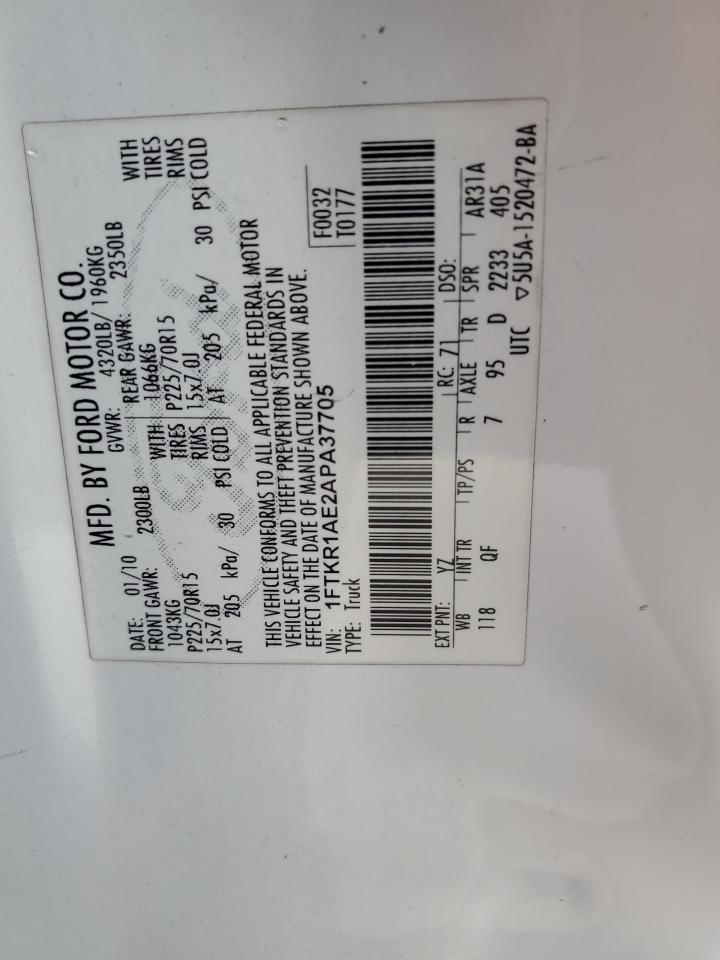 MFD. BY FORD MOTOR CO.
DATE: 01/10 GVWR: 4320LB/ 1960KG
FRONT GAWR: 2300LB REAR GAWR: 2350LB
1043KG WITH 1066KG WITH
P225/70R15 TIRES P225/70R15 TIRES
15x7.0J RIMS 15x7.0J RIMS
AT 205 kPa/ 30 PSI COLD AT 205 kPa/ 30 PSI COLD
THIS VEHICLE CONFORMS TO ALL APPLICABLE FEDERAL MOTOR
VEHICLE SAFETY AND THEFT PREVENTION STANDARDS IN
EFFECT ON THE DATE OF MANUFACTURE SHOWN ABOVE.
VIN: 1FTKR1AE2APA37705
TYPE: Truck
F0032
T0177
EXT PNT: YZ RC: 71 DSO:
WB INT TR TP/PS R AXLE TR SPR AR31A
118 QF 7 95 D 2233 405
UTC ▽5U5A-1520472-BA